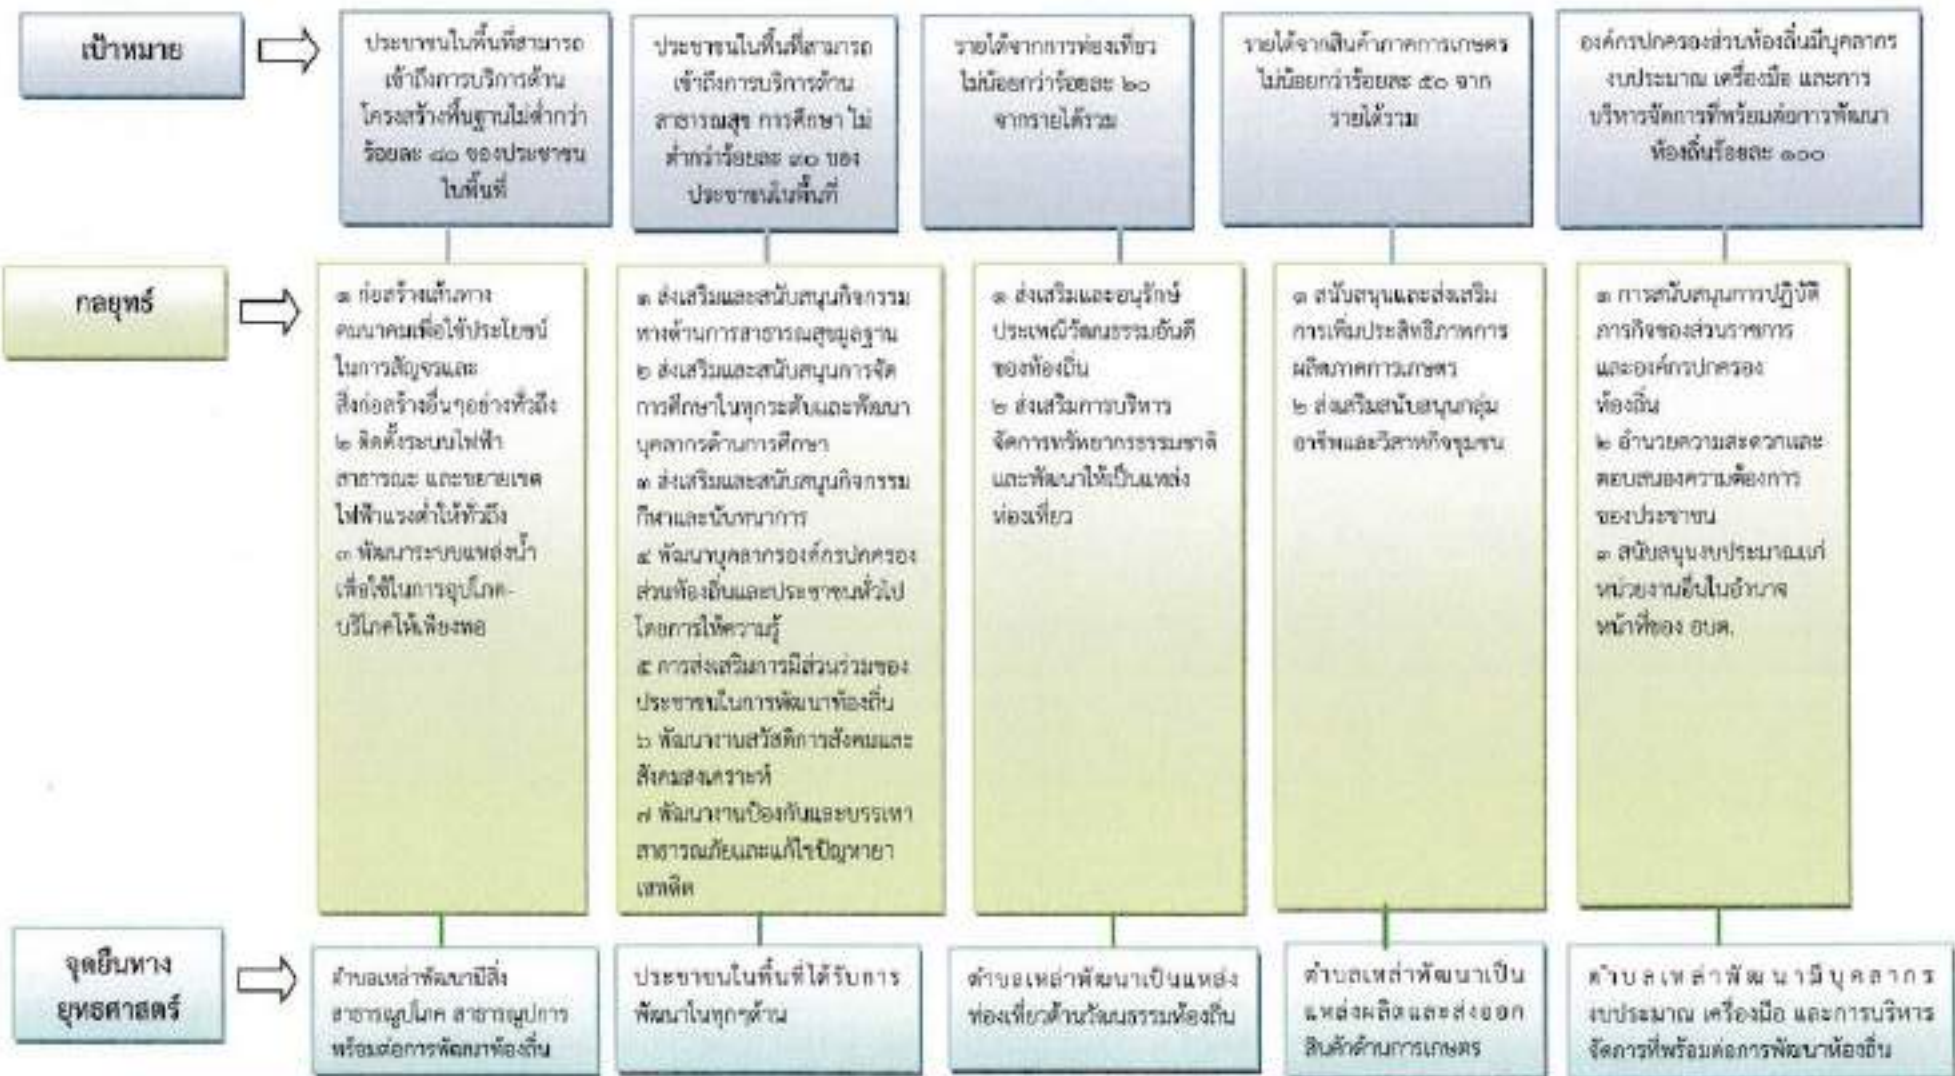 เป้าหมาย
ประชาชนในพื้นที่สามารถ
เข้าถึงการบริการด้าน
โครงสร้างพื้นฐานไม่ต่ำกว่า
ร้อยละ ๘๐ ของประชาชน
ในพื้นที่
ประชาชนในพื้นที่สามารถ
เข้าถึงการบริการด้าน
สาธารณสุข การศึกษา ไม่
ต่ำกว่าร้อยละ ๙๐ ของ
ประชาชนในพื้นที่
รายได้จากการท่องเที่ยว
ไม่น้อยกว่าร้อยละ ๒๐
จากรายได้รวม
รายได้จากสินค้าภาคการเกษตร
ไม่น้อยกว่าร้อยละ ๕๐ จาก
รายได้รวม
องค์กรปกครองส่วนท้องถิ่นมีบุคลากร
งบประมาณ เครื่องมือ และการ
บริหารจัดการที่พร้อมต่อการพัฒนา
ท้องถิ่นร้อยละ ๑๐๐
กลยุทธ์
๑ ก่อสร้างเส้นทาง
คมนาคมเพื่อใช้ประโยชน์
ในการสัญจรและ
สิ่งก่อสร้างอื่นๆอย่างทั่วถึง
๒ ติดตั้งระบบไฟฟ้า
สาธารณะ และขยายเขต
ไฟฟ้าแรงต่ำให้ทั่วถึง
๓ พัฒนาระบบแหล่งน้ำ
เพื่อใช้ในการอุปโภค-
บริโภคให้เพียงพอ
๑ ส่งเสริมและสนับสนุนกิจกรรม
ทางด้านการสาธารณสุขมูลฐาน
๒ ส่งเสริมและสนับสนุนการจัด
การศึกษาในทุกระดับและพัฒนา
บุคลากรด้านการศึกษา
๓ ส่งเสริมและสนับสนุนกิจกรรม
กีฬาและนันทนาการ
๔ พัฒนาบุคลากรองค์กรปกครอง
ส่วนท้องถิ่นและประชาชนทั่วไป
โดยการให้ความรู้
๕ การส่งเสริมการมีส่วนร่วมของ
ประชาชนในการพัฒนาท้องถิ่น
๖ พัฒนางานสวัสดิการสังคมและ
สังคมสงเคราะห์
๗ พัฒนางานป้องกันและบรรเทา
สาธารณภัยและแก้ไขปัญหายา
เสพติด
๑ ส่งเสริมและอนุรักษ์
ประเพณีวัฒนธรรมอันดี
ของท้องถิ่น
๒ ส่งเสริมการบริหาร
จัดการทรัพยากรธรรมชาติ
และพัฒนาให้เป็นแหล่ง
ท่องเที่ยว
๑ สนับสนุนและส่งเสริม
การเพิ่มประสิทธิภาพการ
ผลิตภาคการเกษตร
๒ ส่งเสริมสนับสนุนกลุ่ม
อาชีพและวิสาหกิจชุมชน
๑ การสนับสนุนการปฏิบัติ
ภารกิจของส่วนราชการ
และองค์กรปกครอง
ท้องถิ่น
๒ อำนวยความสะดวกและ
ตอบสนองความต้องการ
ของประชาชน
๓ สนับสนุนงบประมาณแก่
หน่วยงานอื่นในอำนาจ
หน้าที่ของ อบต.
จุดยืนทาง
ยุทธศาสตร์
ตำบลเหล่าพัฒนามีสิ่ง
สาธารณูปโภค สาธารณูปการ
พร้อมต่อการพัฒนาท้องถิ่น
ประชาชนในพื้นที่ได้รับการ
พัฒนาในทุกๆด้าน
ตำบลเหล่าพัฒนาเป็นแหล่ง
ท่องเที่ยวด้านวัฒนธรรมท้องถิ่น
ตำบลเหล่าพัฒนาเป็น
แหล่งผลิตและส่งออก
สินค้าด้านการเกษตร
ตำบลเหล่าพัฒนามีบุคลากร
งบประมาณ เครื่องมือ และการบริหาร
จัดการที่พร้อมต่อการพัฒนาท้องถิ่น